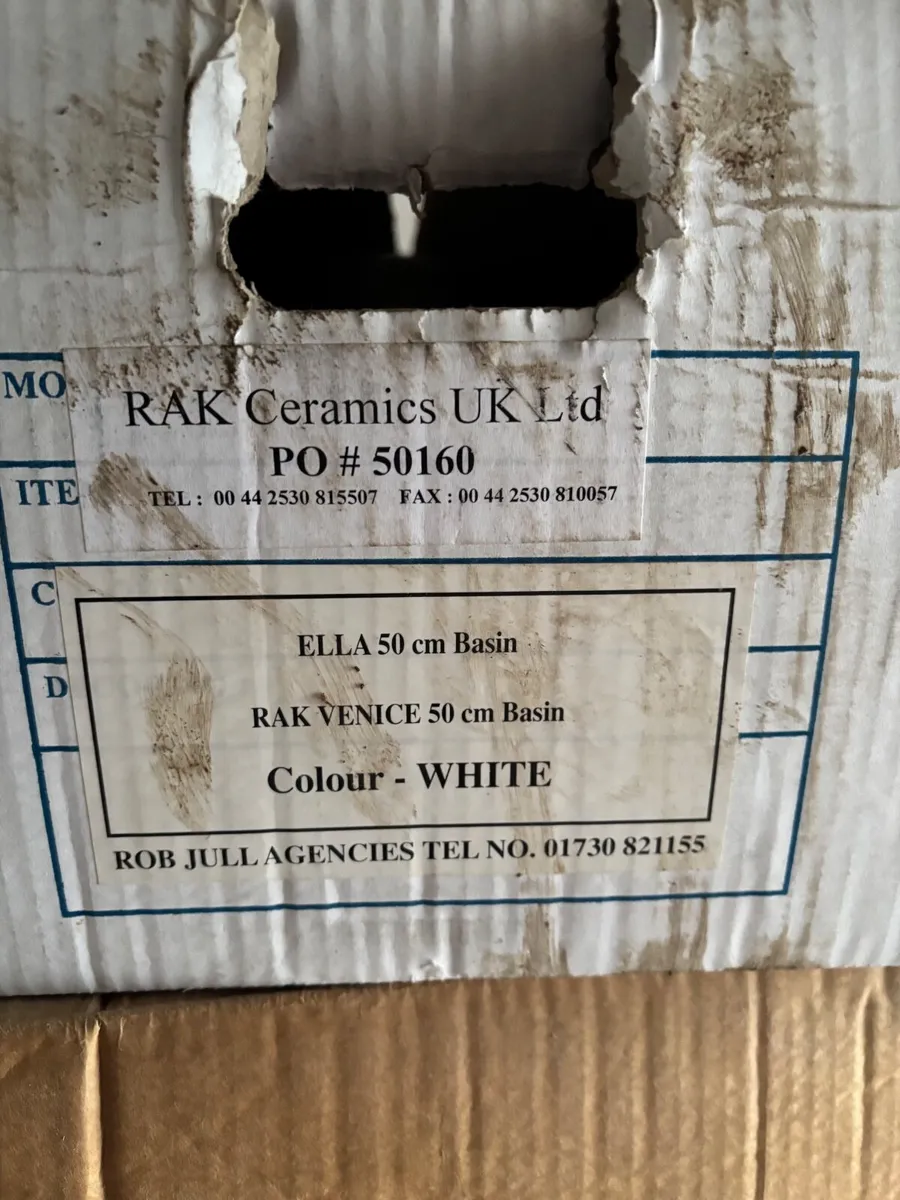 MO
RAK Ceramics UK Ltd
PO # 50160
ITE
TEL : 00 44 2530 815507 FAX : 00 44 2530 810057
C
ELLA 50 cm Basin
D
RAK VENICE 50 cm Basin
Colour - WHITE
ROB JULL AGENCIES TEL NO. 01730 821155